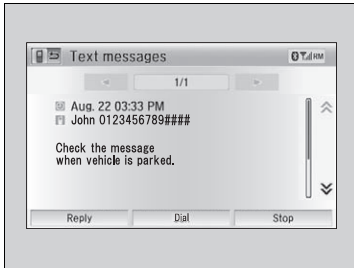 Text messages
RM
1/1
Aug. 22 03:33 PM
John 0123456789####
Check the message
when vehicle is parked.
Reply Dial Stop